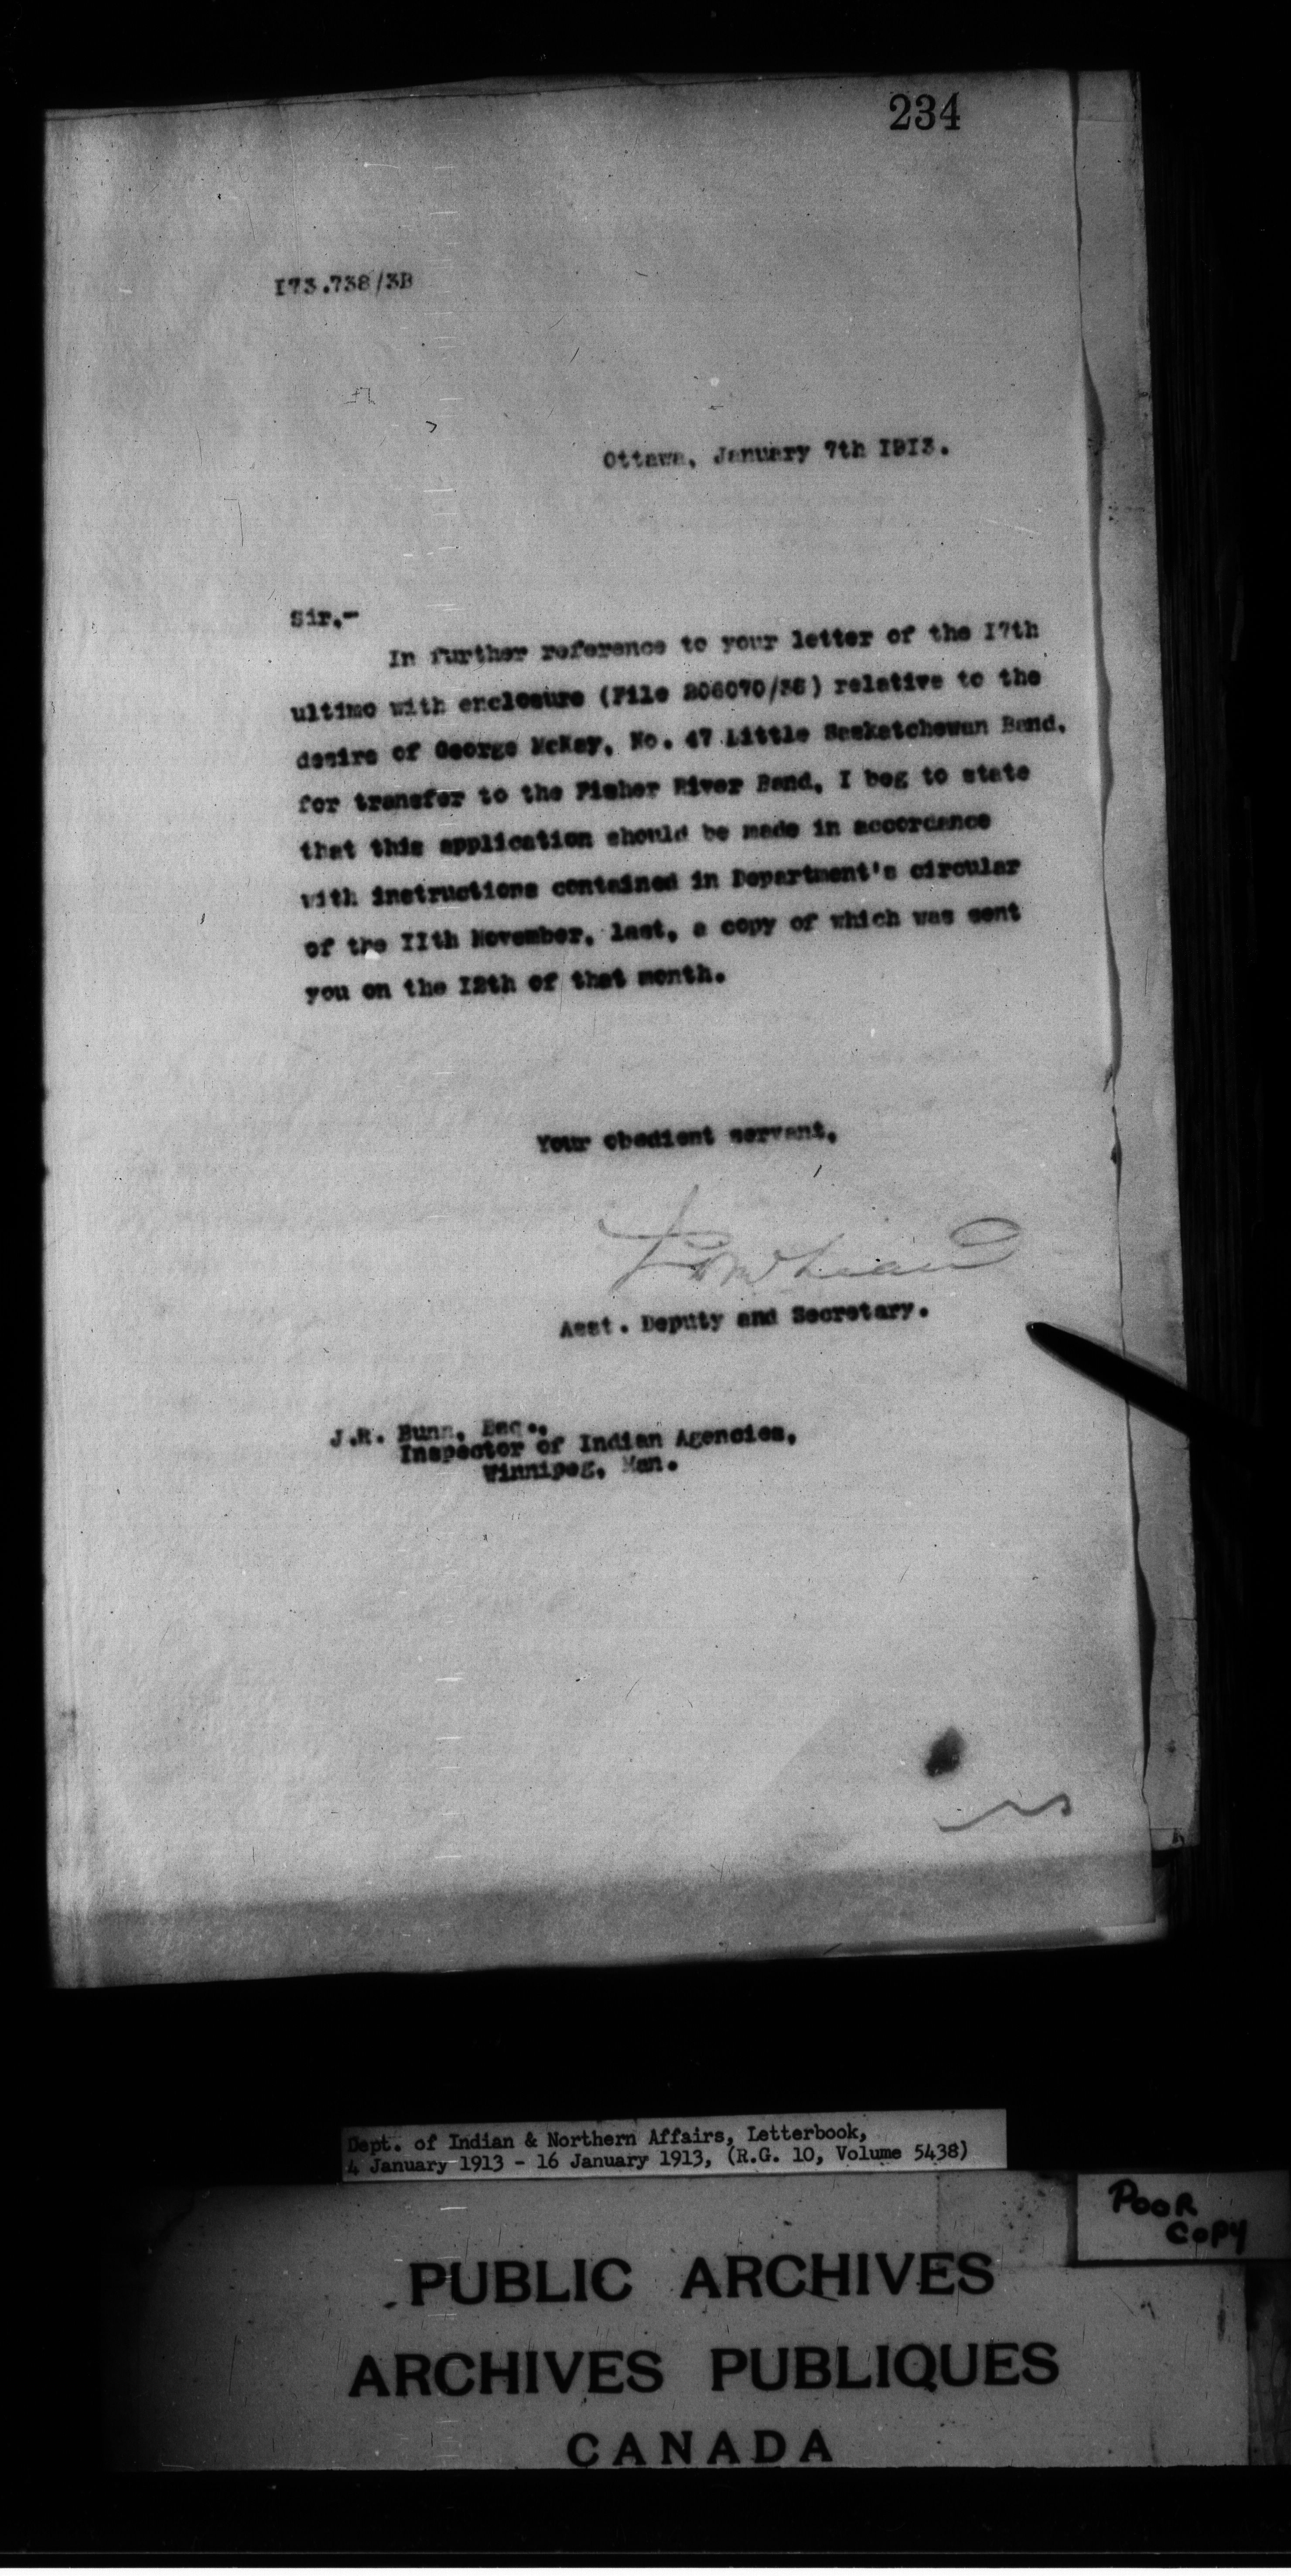 234
173.738/3B
Ottawa, January 7th 1913.
Sir,-
In further reference to your letter of the 17th
ultimo with enclosure (File 206070/36) relative to the
desire of George McKay, No. 47 Little Saskatchewan Band,
for transfer to the Fisher River Band, I beg to state
that this application should be made in accordance
with instructions contained in Department's circular
of the 11th November, last, a copy of which was sent
you on the 12th of that month.
Your obedient servant,
Asst. Deputy and Secretary.
J.R. Bunn, Esq.,
Inspector of Indian Agencies,
Winnipeg, Man.
Dept. of Indian & Northern Affairs, Letterbook,
4 January 1913 - 16 January 1913, (R.G. 10, Volume 5438)
POOR
COPY
PUBLIC ARCHIVES
ARCHIVES PUBLIQUES
CANADA